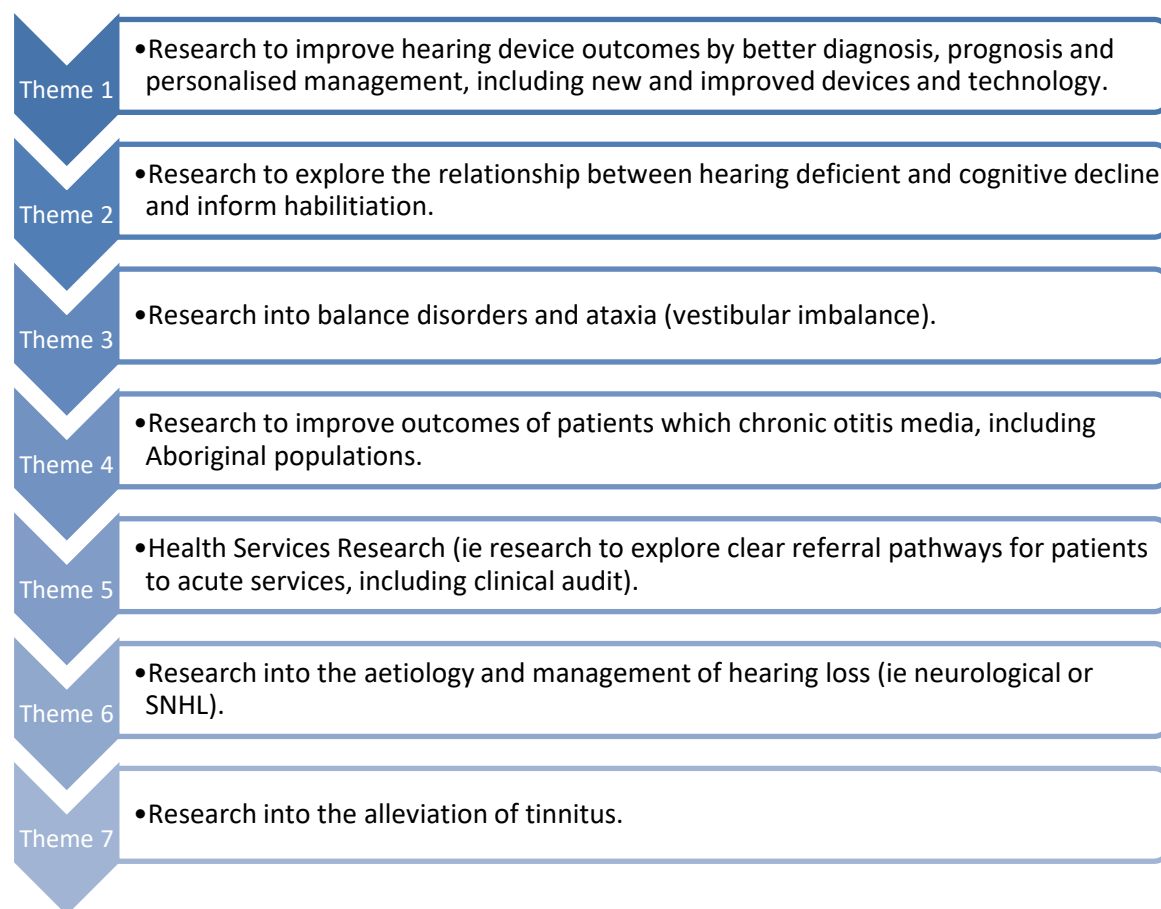 Theme 1
•Research to improve hearing device outcomes by better diagnosis, prognosis and
personalised management, including new and improved devices and technology.
Theme 2
•Research to explore the relationship between hearing deficient and cognitive decline
and inform habilitiation.
Theme 3
•Research into balance disorders and ataxia (vestibular imbalance).
Theme 4
•Research to improve outcomes of patients which chronic otitis media, including
Aboriginal populations.
Theme 5
•Health Services Research (ie research to explore clear referral pathways for patients
to acute services, including clinical audit).
Theme 6
•Research into the aetiology and management of hearing loss (ie neurological or
SNHL).
Theme 7
•Research into the alleviation of tinnitus.